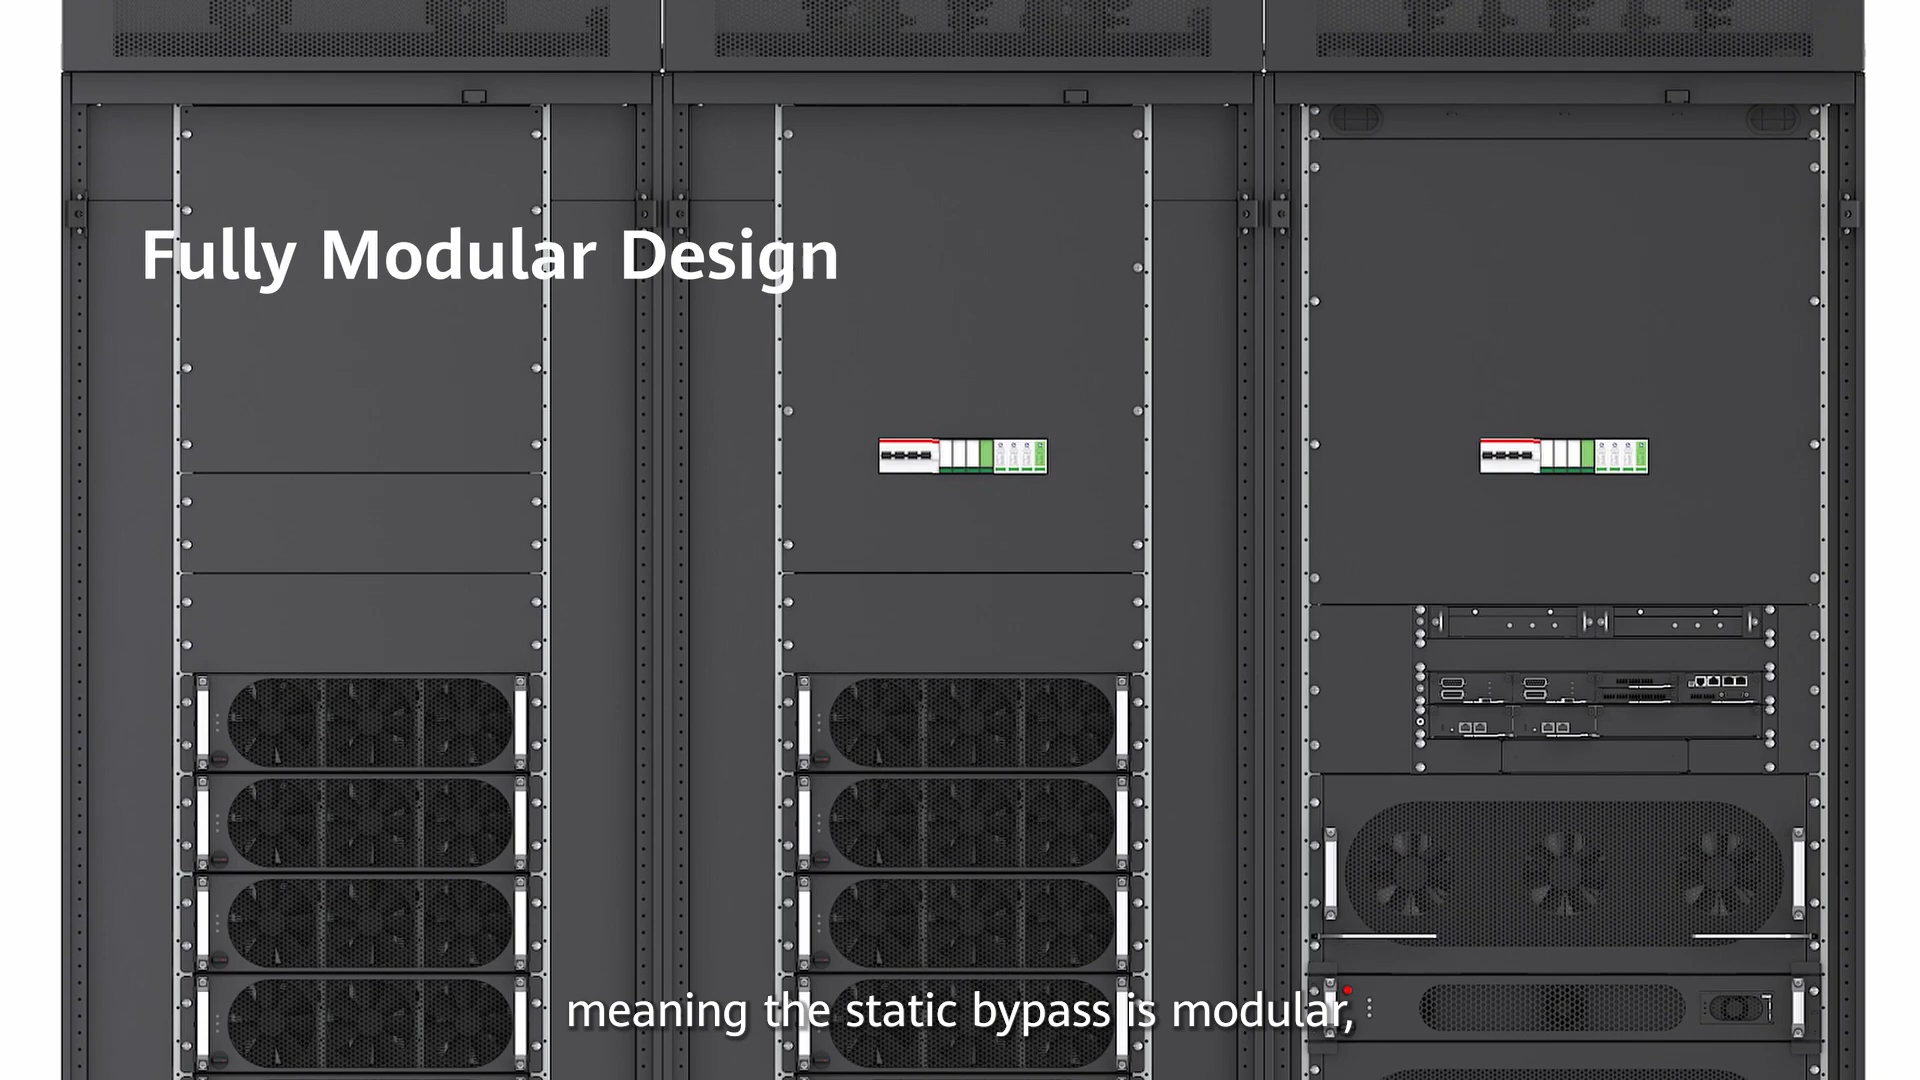 Fully Modular Design
meaning the static bypass is modular,